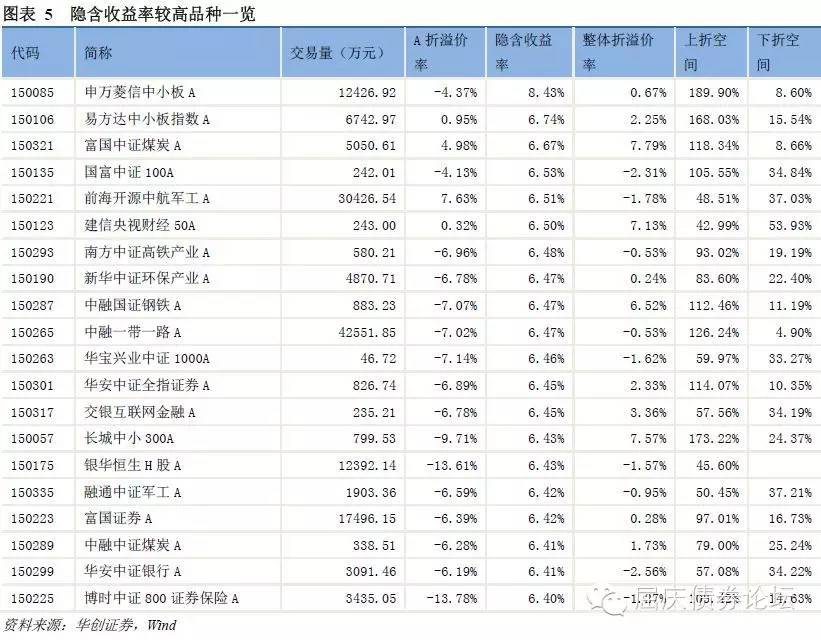 图表 5 隐含收益率较高品种一览
代码 简称 交易量（万元） A 折溢价率 隐含收益率 整体折溢价率 上折空间 下折空间
150085 申万菱信中小板 A 12426.92 -4.37% 8.43% 0.67% 189.90% 8.60%
150106 易方达中小板指数 A 6742.97 0.95% 6.74% 2.25% 168.03% 15.54%
150321 富国中证煤炭 A 5050.61 4.98% 6.67% 7.79% 118.34% 8.66%
150135 国富中证 100A 242.01 -4.13% 6.53% -2.31% 105.55% 34.84%
150221 前海开源中航军工 A 30426.54 7.63% 6.51% -1.78% 48.51% 37.03%
150123 建信央视财经 50A 243.00 0.32% 6.50% 7.13% 42.99% 53.93%
150293 南方中证高铁产业 A 580.21 -6.96% 6.48% -0.53% 93.02% 19.19%
150190 新华中证环保产业 A 4870.71 -6.78% 6.47% 0.24% 83.60% 22.40%
150287 中融国证钢铁 A 883.23 -7.07% 6.47% 6.52% 112.46% 11.19%
150265 中融一带一路 A 42551.85 -7.02% 6.47% -0.53% 126.24% 4.90%
150263 华宝兴业中证 1000A 46.72 -7.14% 6.46% -1.62% 59.97% 33.27%
150301 华安中证全指证券 A 826.74 -6.89% 6.45% 2.33% 114.07% 10.35%
150317 交银互联网金融 A 235.21 -6.78% 6.45% 3.36% 57.56% 34.19%
150057 长城中小 300A 799.53 -9.71% 6.43% 7.57% 173.22% 24.37%
150175 银华恒生 H 股 A 12392.14 -13.61% 6.43% -1.57% 45.60%
150335 融通中证军工 A 1903.36 -6.59% 6.42% -0.95% 50.45% 37.21%
150223 富国证券 A 17496.15 -6.39% 6.42% 0.28% 97.01% 16.73%
150289 中融中证煤炭 A 338.51 -6.28% 6.41% 1.73% 79.00% 25.24%
150299 华安中证银行 A 3091.46 -6.19% 6.41% -2.56% 57.08% 34.22%
150225 博时中证 800 证券保险 A 3435.05 -13.78% 6.40%
屈庆债券论坛
资料来源：华创证券，Wind